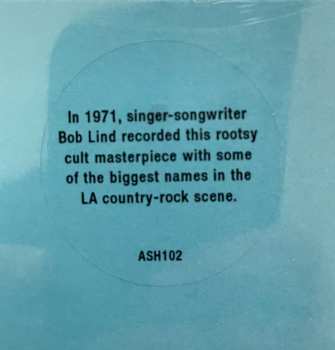 In 1971, singer-songwriter
Bob Lind recorded this rootsy
cult masterpiece with some
of the biggest names in the
LA country-rock scene.
ASH102